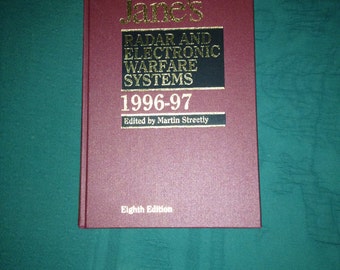 Jane's
RADAR AND
ELECTRONIC
WARFARE
SYSTEMS
1996-97
Edited by Martin Streetly
Eighth Edition